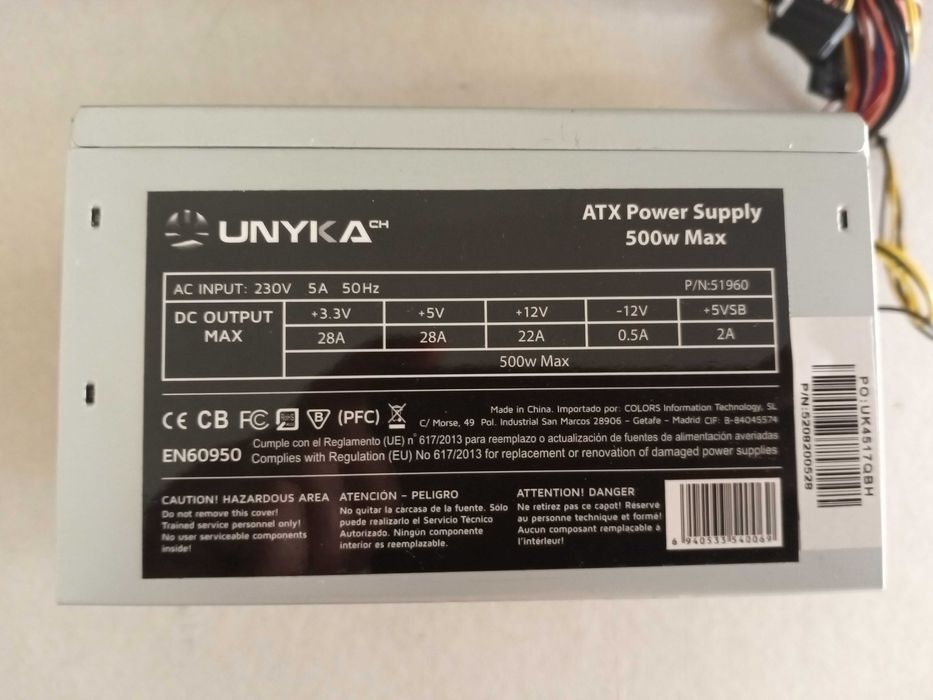 UNYKA CH
ATX Power Supply
500w Max
AC INPUT: 230V 5A 50Hz
P/N:51960
DC OUTPUT MAX
+3.3V +5V +12V -12V +5VSB
28A 28A 22A 0.5A 2A
500w Max
CE CB FC B (PFC)
Made in China. Importado por: COLORS Information Technology, SL
C/ Morse, 49 Pol. Industrial San Marcos 28906 - Getafe - Madrid CIF: B-84045574
EN60950
Cumple con el Reglamento (UE) n° 617/2013 para reemplazo o actualización de fuentes de alimentación averiadas
Complies with Regulation (EU) No 617/2013 for replacement or renovation of damaged power supplies
CAUTION! HAZARDOUS AREA
Do not remove this cover!
Trained service personnel only!
No user serviceable components
inside!
ATENCIÓN - PELIGRO
No quitar la carcasa de la fuente. Sólo
puede realizarlo el Servicio Técnico
Autorizado. Ningún componente
interior es reemplazable.
ATTENTION! DANGER
Ne retirez pas ce capot! Réservé
au personne technique et formé!
Aucun composant remplaçable à
l'intérieur!
6 940533 540069
PO:UK4517QBH
P/N:5208200528